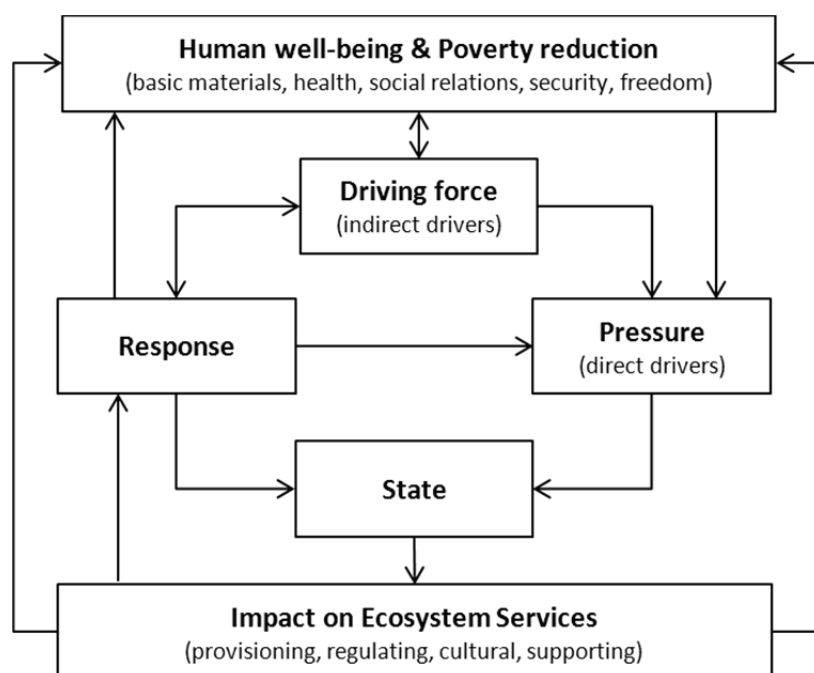 Human well-being & Poverty reduction
(basic materials, health, social relations, security, freedom)
Driving force
(indirect drivers)
Response
Pressure
(direct drivers)
State
Impact on Ecosystem Services
(provisioning, regulating, cultural, supporting)